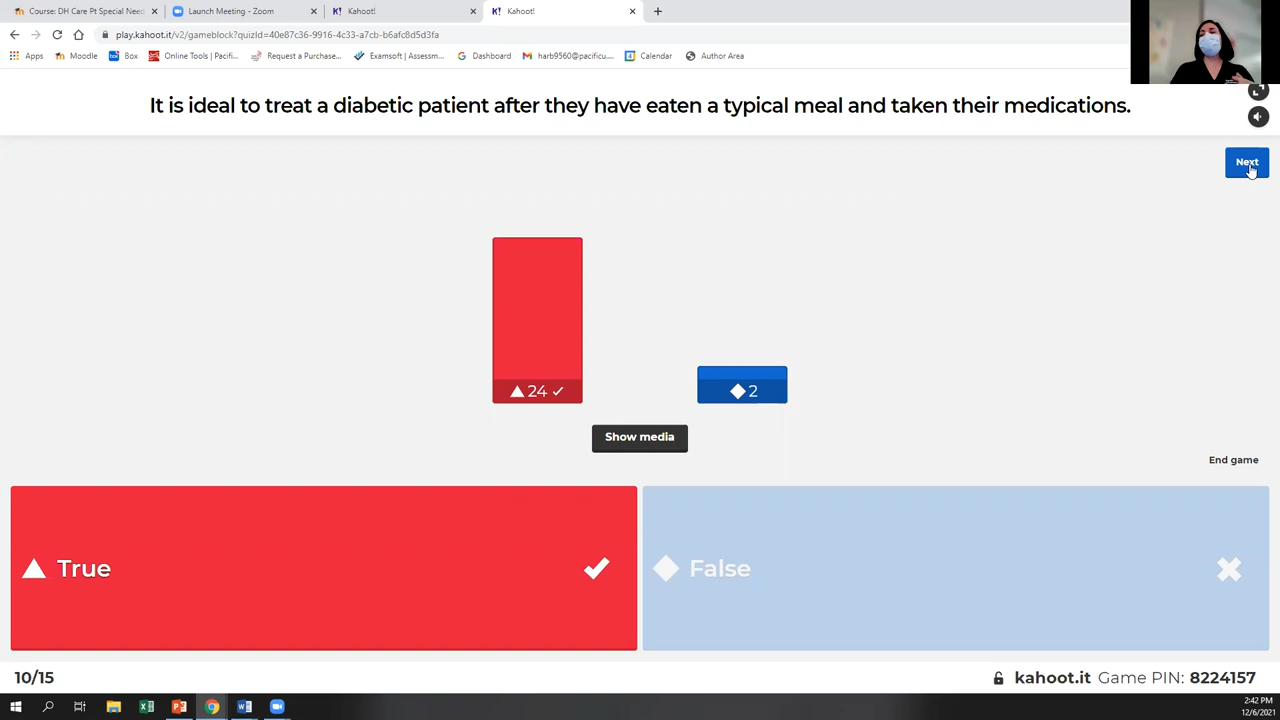 Course: DH Care Pt Special Need
Launch Meeting - Zoom
Kahoot!
Kahoot!
play.kahoot.it/v2/gameblock?quizId=40e87c36-9916-4c33-a7cb-b6afc8d5d3fa
Apps
Moodle
Box
Online Tools | Pacifi...
Request a Purchase...
Examsoft | Assessm...
Dashboard
harb9560@pacificu...
Calendar
Author Area
It is ideal to treat a diabetic patient after they have eaten a typical meal and taken their medications.
Next
24
2
Show media
End game
True
False
10/15
kahoot.it Game PIN: 8224157
2:42 PM
12/6/2021